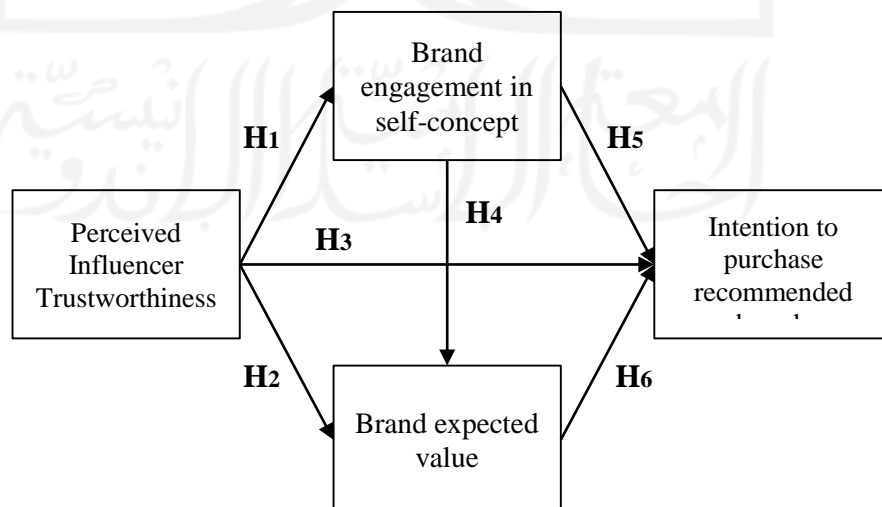 Brand
engagement in
self-concept
H1
H5
H4
Perceived
Influencer
Trustworthiness
H3
Intention to
purchase
recommended
H2
H6
Brand expected
value